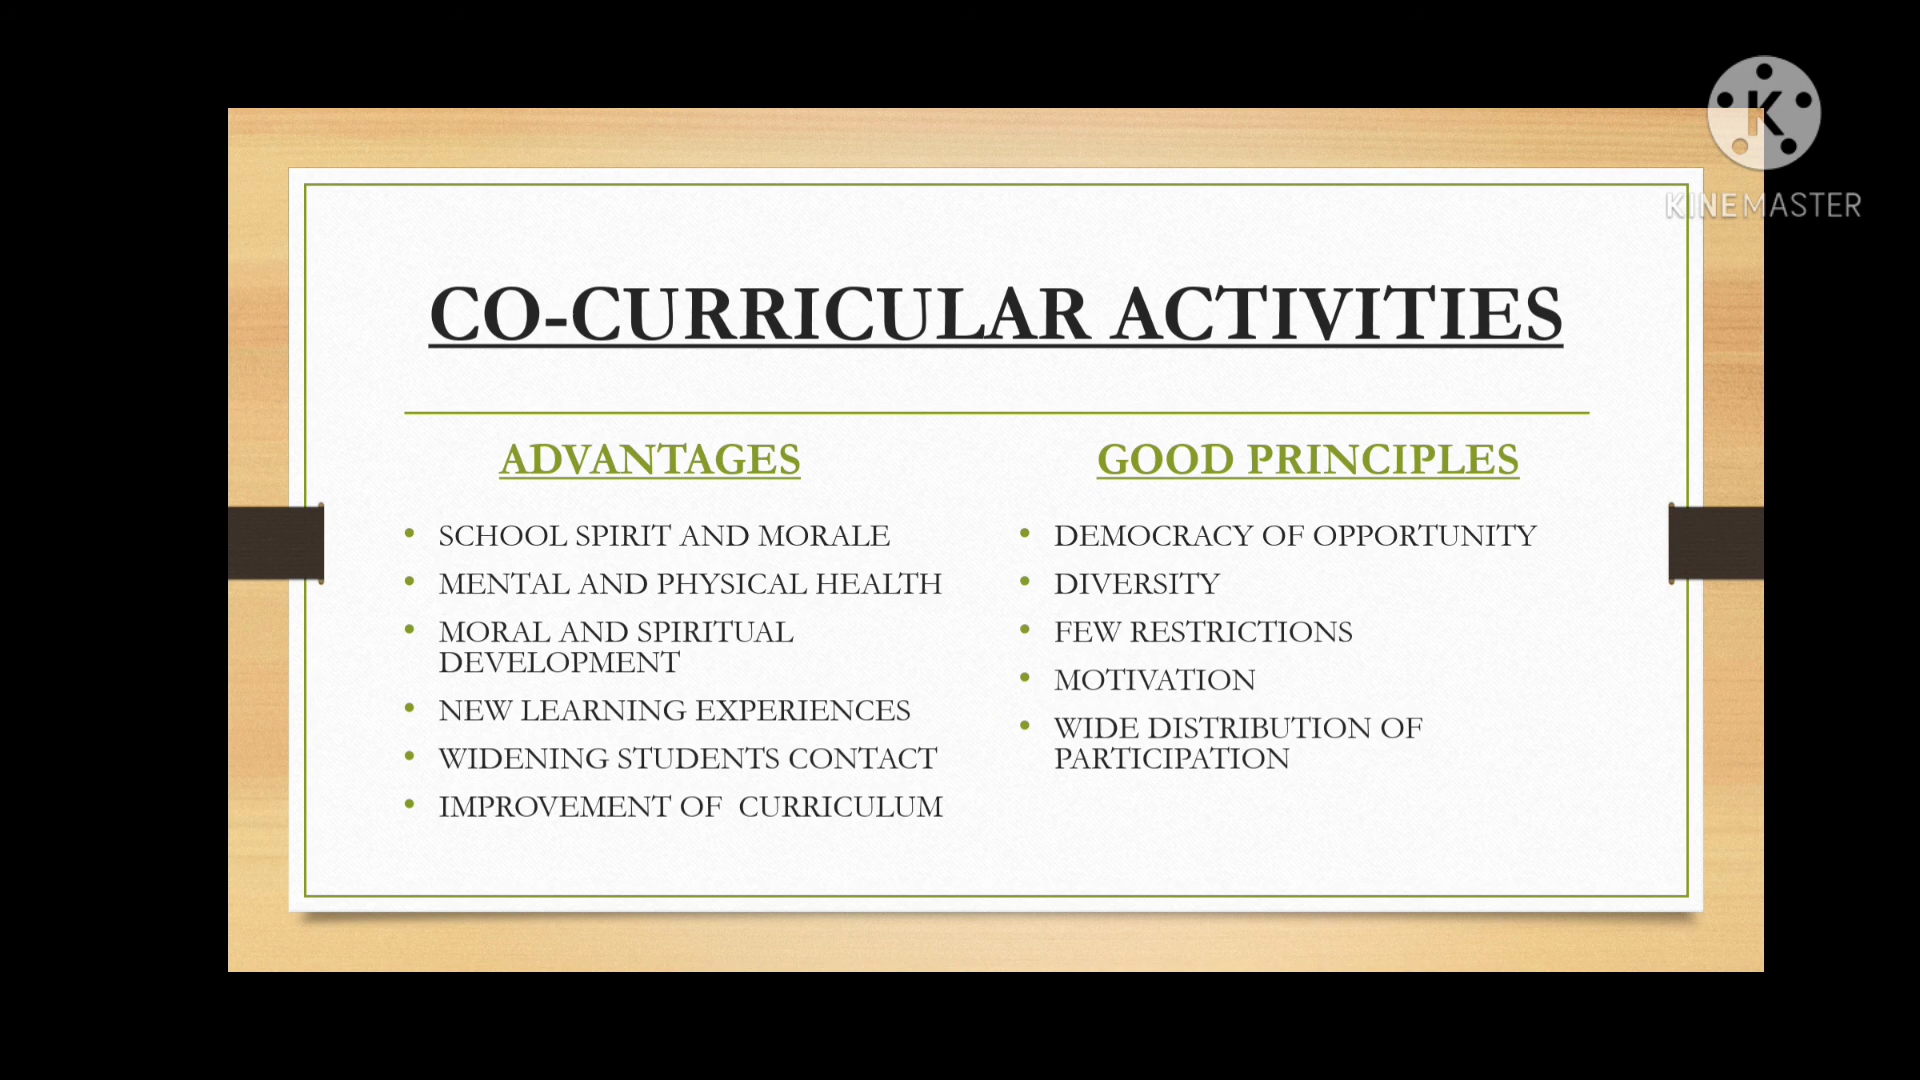 K
KINEMASTER
CO-CURRICULAR ACTIVITIES
ADVANTAGES
• SCHOOL SPIRIT AND MORALE
• MENTAL AND PHYSICAL HEALTH
• MORAL AND SPIRITUAL
DEVELOPMENT
• NEW LEARNING EXPERIENCES
• WIDENING STUDENTS CONTACT
• IMPROVEMENT OF  CURRICULUM
GOOD PRINCIPLES
• DEMOCRACY OF OPPORTUNITY
• DIVERSITY
• FEW RESTRICTIONS
• MOTIVATION
• WIDE DISTRIBUTION OF
PARTICIPATION